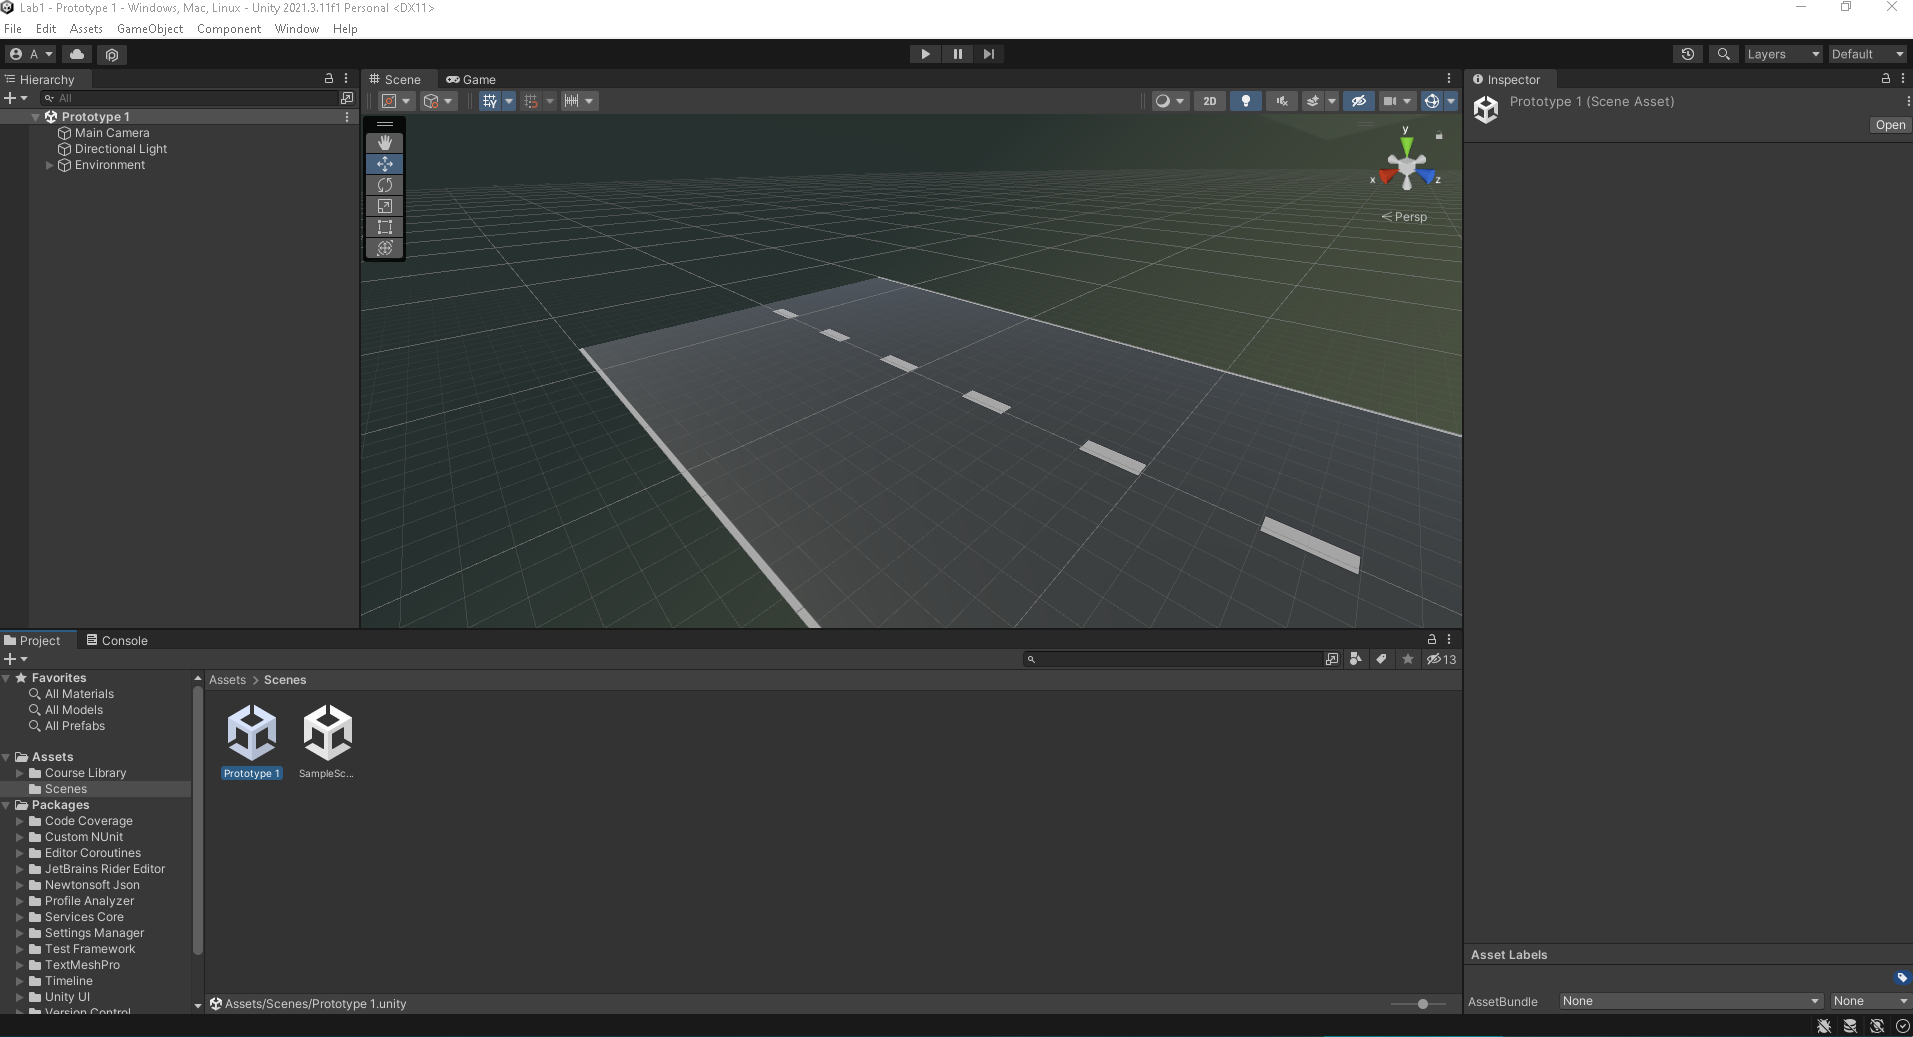 Lab1 - Prototype 1 - Windows, Mac, Linux - Unity 2021.3.11f1 Personal <DX11>
File Edit Assets GameObject Component Window Help
A
Layers
Default
Hierarchy
All
Prototype 1
Main Camera
Directional Light
Environment
Scene
Game
2D
y
x
z
Persp
Inspector
Prototype 1 (Scene Asset)
Open
Project
Console
13
Favorites
All Materials
All Models
All Prefabs
Assets
Course Library
Scenes
Packages
Code Coverage
Custom NUnit
Editor Coroutines
JetBrains Rider Editor
Newtonsoft Json
Profile Analyzer
Services Core
Settings Manager
Test Framework
TextMeshPro
Timeline
Unity UI
Version Control
Assets > Scenes
Prototype 1
SampleSc...
Assets/Scenes/Prototype 1.unity
Asset Labels
AssetBundle
None
None